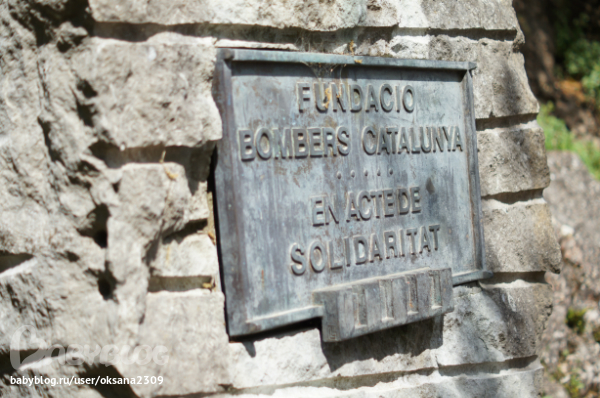 FUNDACIO
BOMBERS CATALUNYA
.....
EN ACTE DE
SOLIDARITAT
babyblog.ru/user/oksana2309